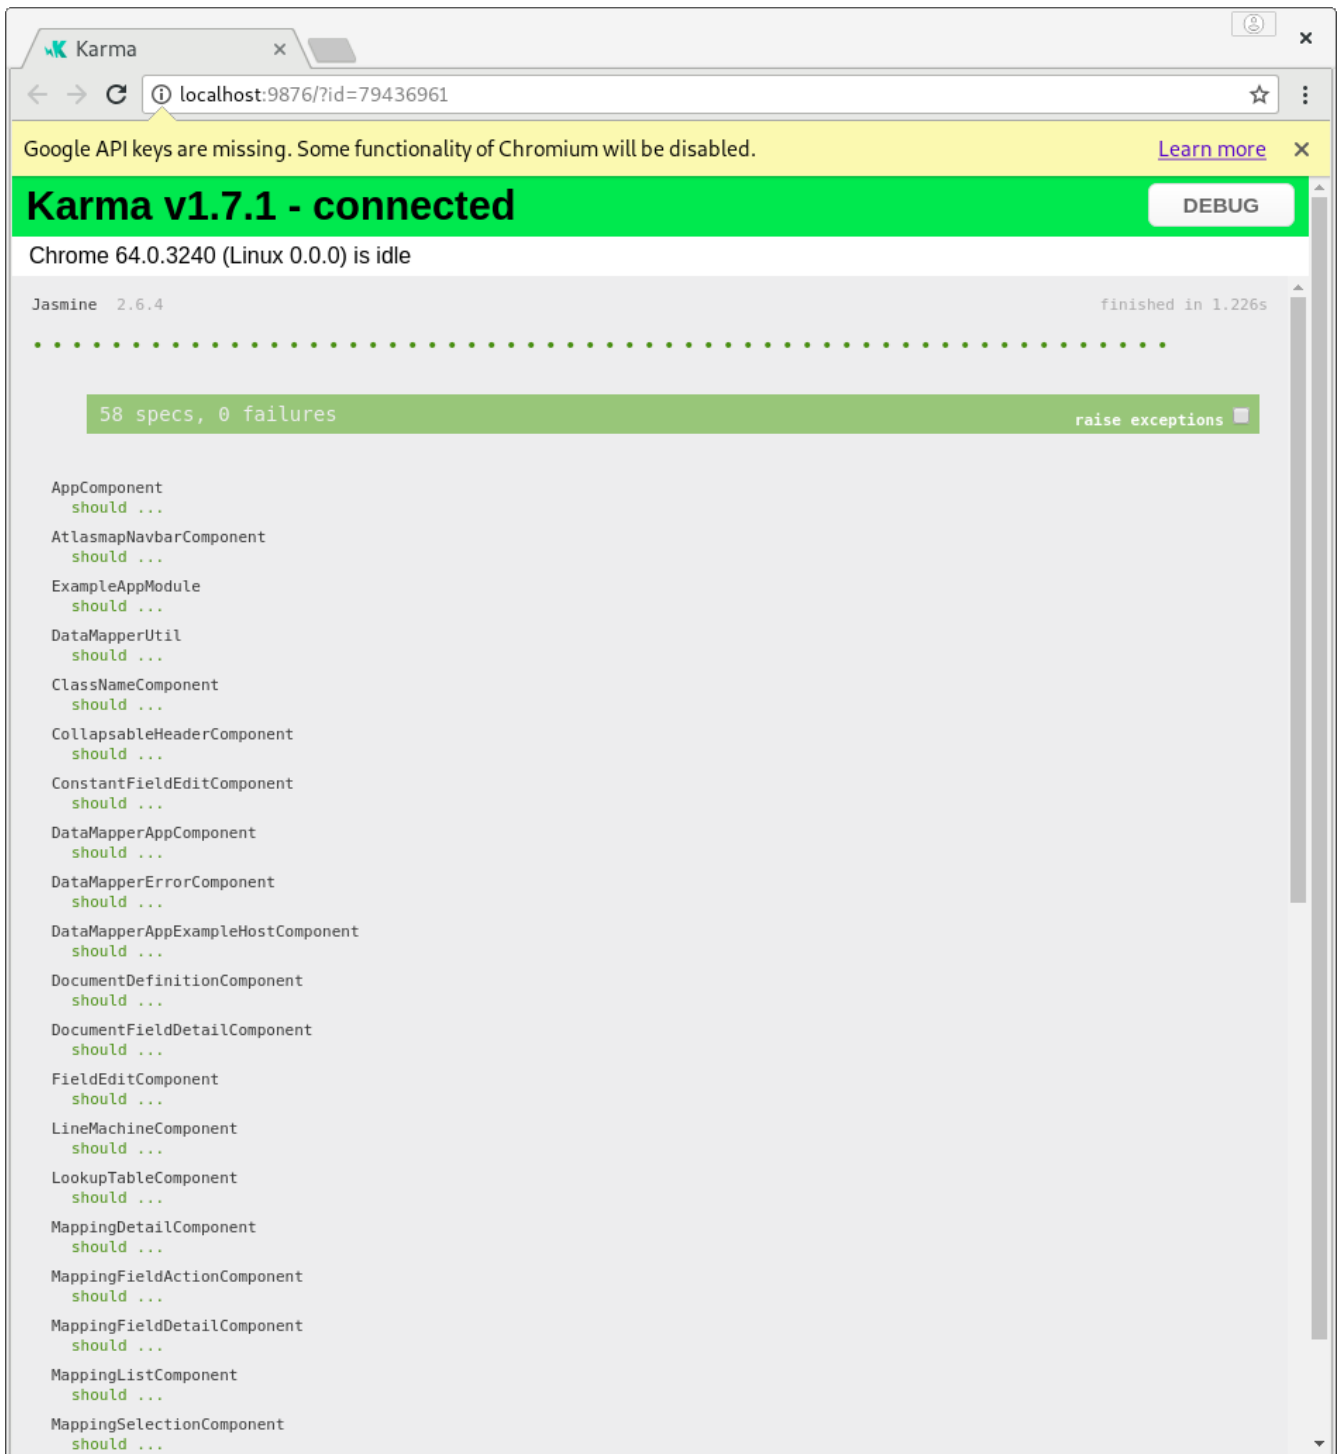 Karma
localhost:9876/?id=79436961
Google API keys are missing. Some functionality of Chromium will be disabled. Learn more
Karma v1.7.1 - connected DEBUG
Chrome 64.0.3240 (Linux 0.0.0) is idle
Jasmine 2.6.4 finished in 1.226s
58 specs, 0 failures raise exceptions
AppComponent
should ...
AtlasmapNavbarComponent
should ...
ExampleAppModule
should ...
DataMapperUtil
should ...
ClassNameComponent
should ...
CollapsableHeaderComponent
should ...
ConstantFieldEditComponent
should ...
DataMapperAppComponent
should ...
DataMapperErrorComponent
should ...
DataMapperAppExampleHostComponent
should ...
DocumentDefinitionComponent
should ...
DocumentFieldDetailComponent
should ...
FieldEditComponent
should ...
LineMachineComponent
should ...
LookupTableComponent
should ...
MappingDetailComponent
should ...
MappingFieldActionComponent
should ...
MappingFieldDetailComponent
should ...
MappingListComponent
should ...
MappingSelectionComponent
should ...